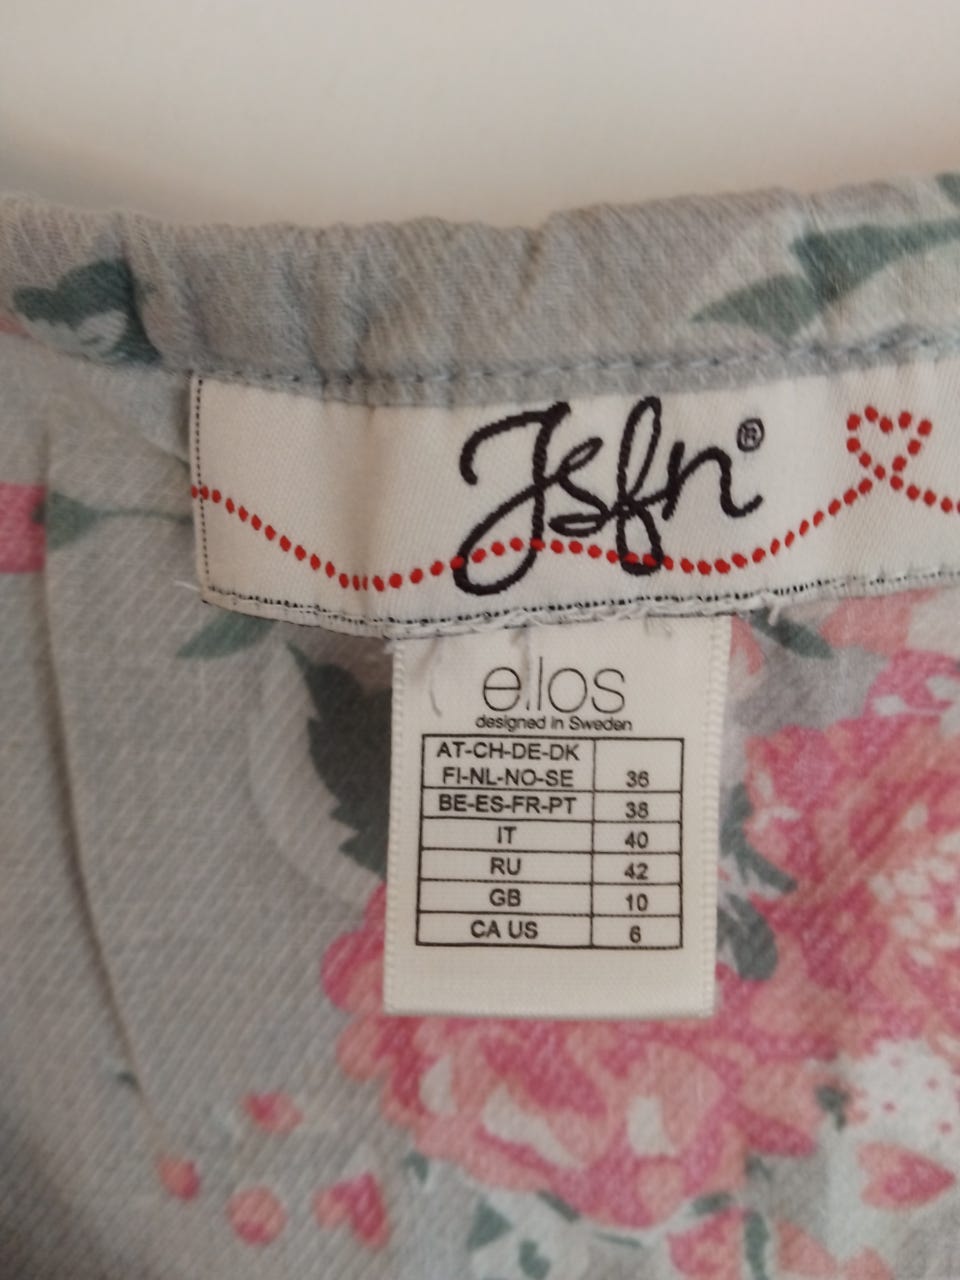 Jsfn®
ellos
designed in Sweden
AT-CH-DE-DK
FI-NL-NO-SE 36
BE-ES-FR-PT 38
IT 40
RU 42
GB 10
CA US 6